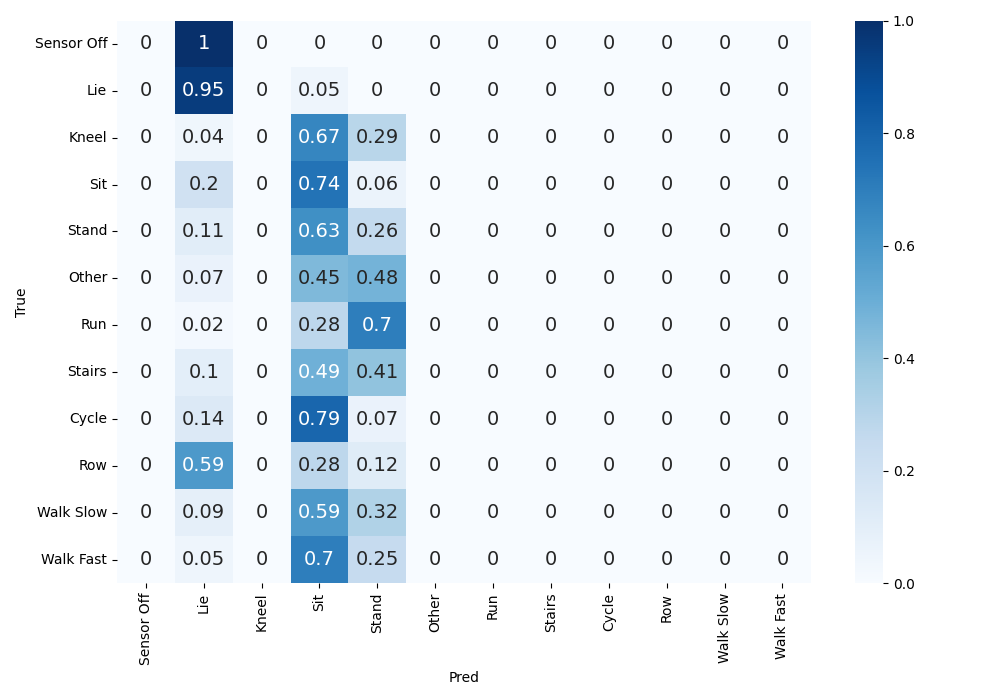 Sensor Off 0 1 0 0 0 0 0 0 0 0 0 0
Lie 0 0.95 0 0.05 0 0 0 0 0 0 0 0
Kneel 0 0.04 0 0.67 0.29 0 0 0 0 0 0 0
Sit 0 0.2 0 0.74 0.06 0 0 0 0 0 0 0
Stand 0 0.11 0 0.63 0.26 0 0 0 0 0 0 0
Other 0 0.07 0 0.45 0.48 0 0 0 0 0 0 0
Run 0 0.02 0 0.28 0.7 0 0 0 0 0 0 0
Stairs 0 0.1 0 0.49 0.41 0 0 0 0 0 0 0
Cycle 0 0.14 0 0.79 0.07 0 0 0 0 0 0 0
Row 0 0.59 0 0.28 0.12 0 0 0 0 0 0 0
Walk Slow 0 0.09 0 0.59 0.32 0 0 0 0 0 0 0
Walk Fast 0 0.05 0 0.7 0.25 0 0 0 0 0 0 0
True
Sensor Off Lie Kneel Sit Stand Other Run Stairs Cycle Row Walk Slow Walk Fast
Pred
1.0
0.8
0.6
0.4
0.2
0.0